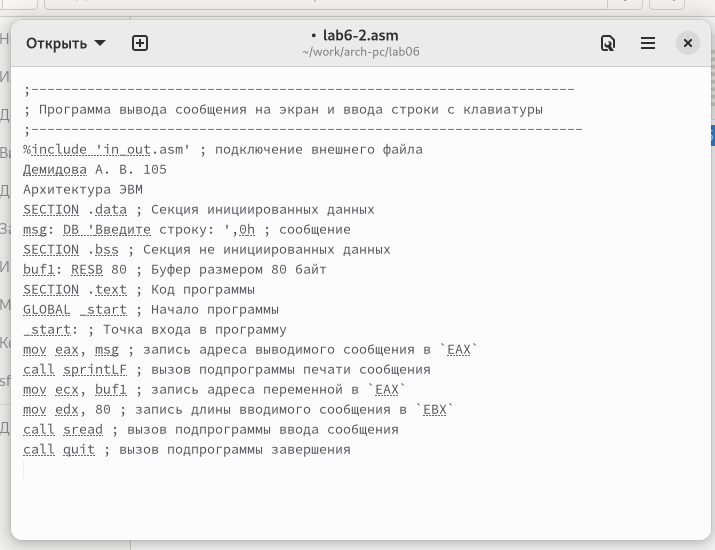 Открыть
• lab6-2.asm
~/work/arch-pc/lab06
;--------------------------------------------------------------------
; Программа вывода сообщения на экран и ввода строки с клавиатуры
;---------------------------------------------------------------------
%include 'in_out.asm' ; подключение внешнего файла
Демидова А. В. 105
Архитектура ЭВМ
SECTION .data ; Секция инициированных данных
msg: DB 'Введите строку: ',0h ; сообщение
SECTION .bss ; Секция не инициированных данных
buf1: RESB 80 ; Буфер размером 80 байт
SECTION .text ; Код программы
GLOBAL _start ; Начало программы
_start: ; Точка входа в программу
mov eax, msg ; запись адреса выводимого сообщения в `EAX`
call sprintLF ; вызов подпрограммы печати сообщения
mov ecx, buf1 ; запись адреса переменной в `EAX`
mov edx, 80 ; запись длины вводимого сообщения в `EBX`
call sread ; вызов подпрограммы ввода сообщения
call quit ; вызов подпрограммы завершения